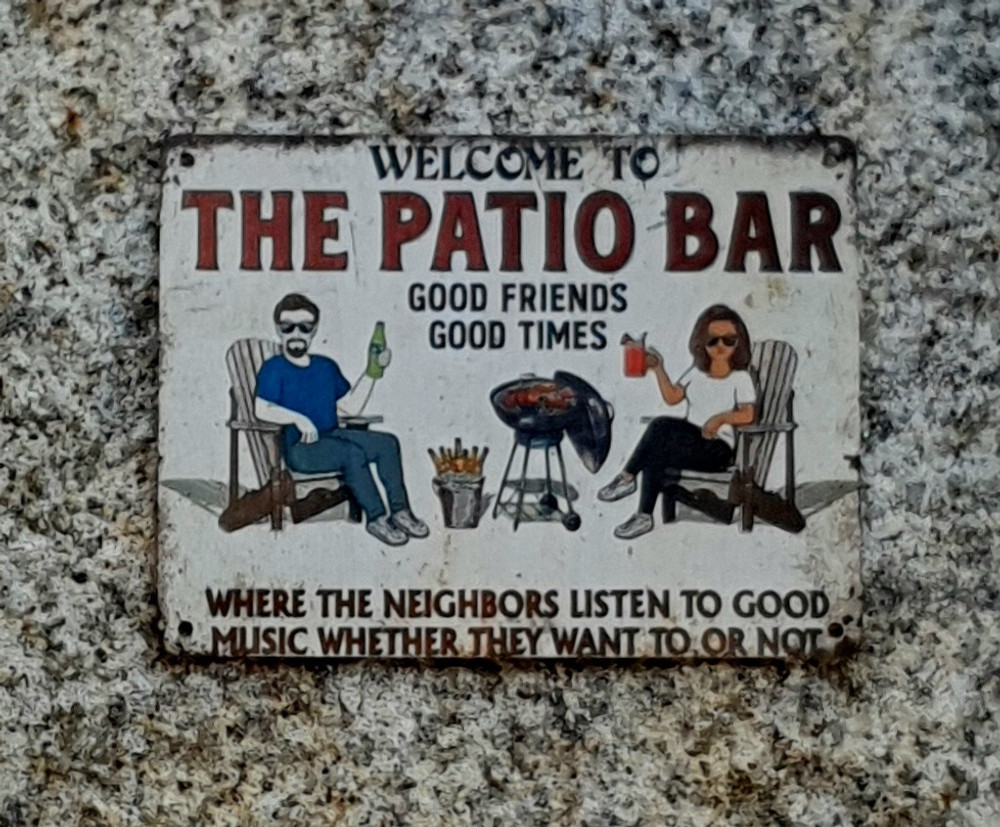 WELCOME TO
THE PATIO BAR
GOOD FRIENDS
GOOD TIMES
WHERE THE NEIGHBORS LISTEN TO GOOD
MUSIC WHETHER THEY WANT TO OR NOT